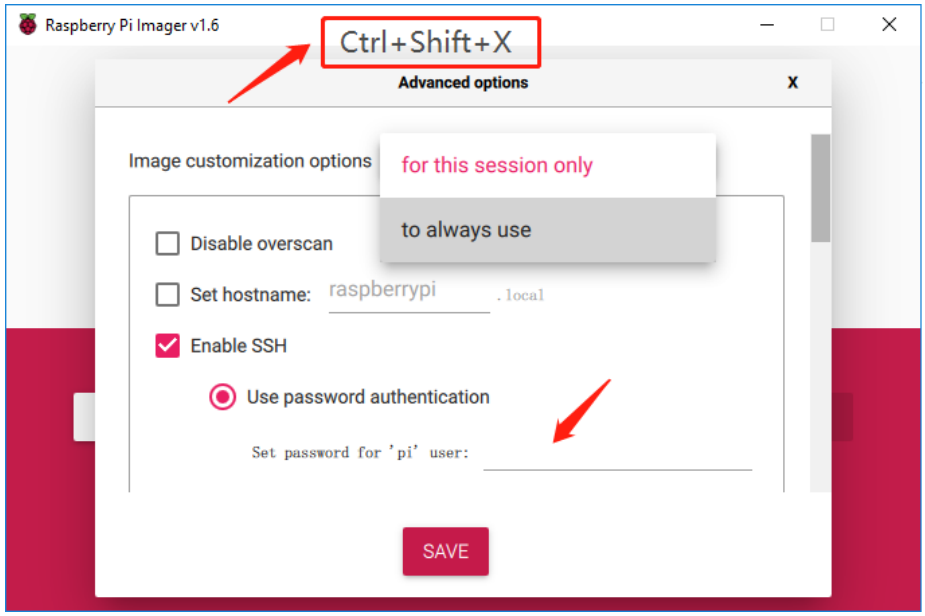 Raspberry Pi Imager v1.6
Ctrl+Shift+X
Advanced options X
Image customization options
for this session only
to always use
Disable overscan
Set hostname: raspberrypi .local
Enable SSH
Use password authentication
Set password for 'pi' user:
SAVE